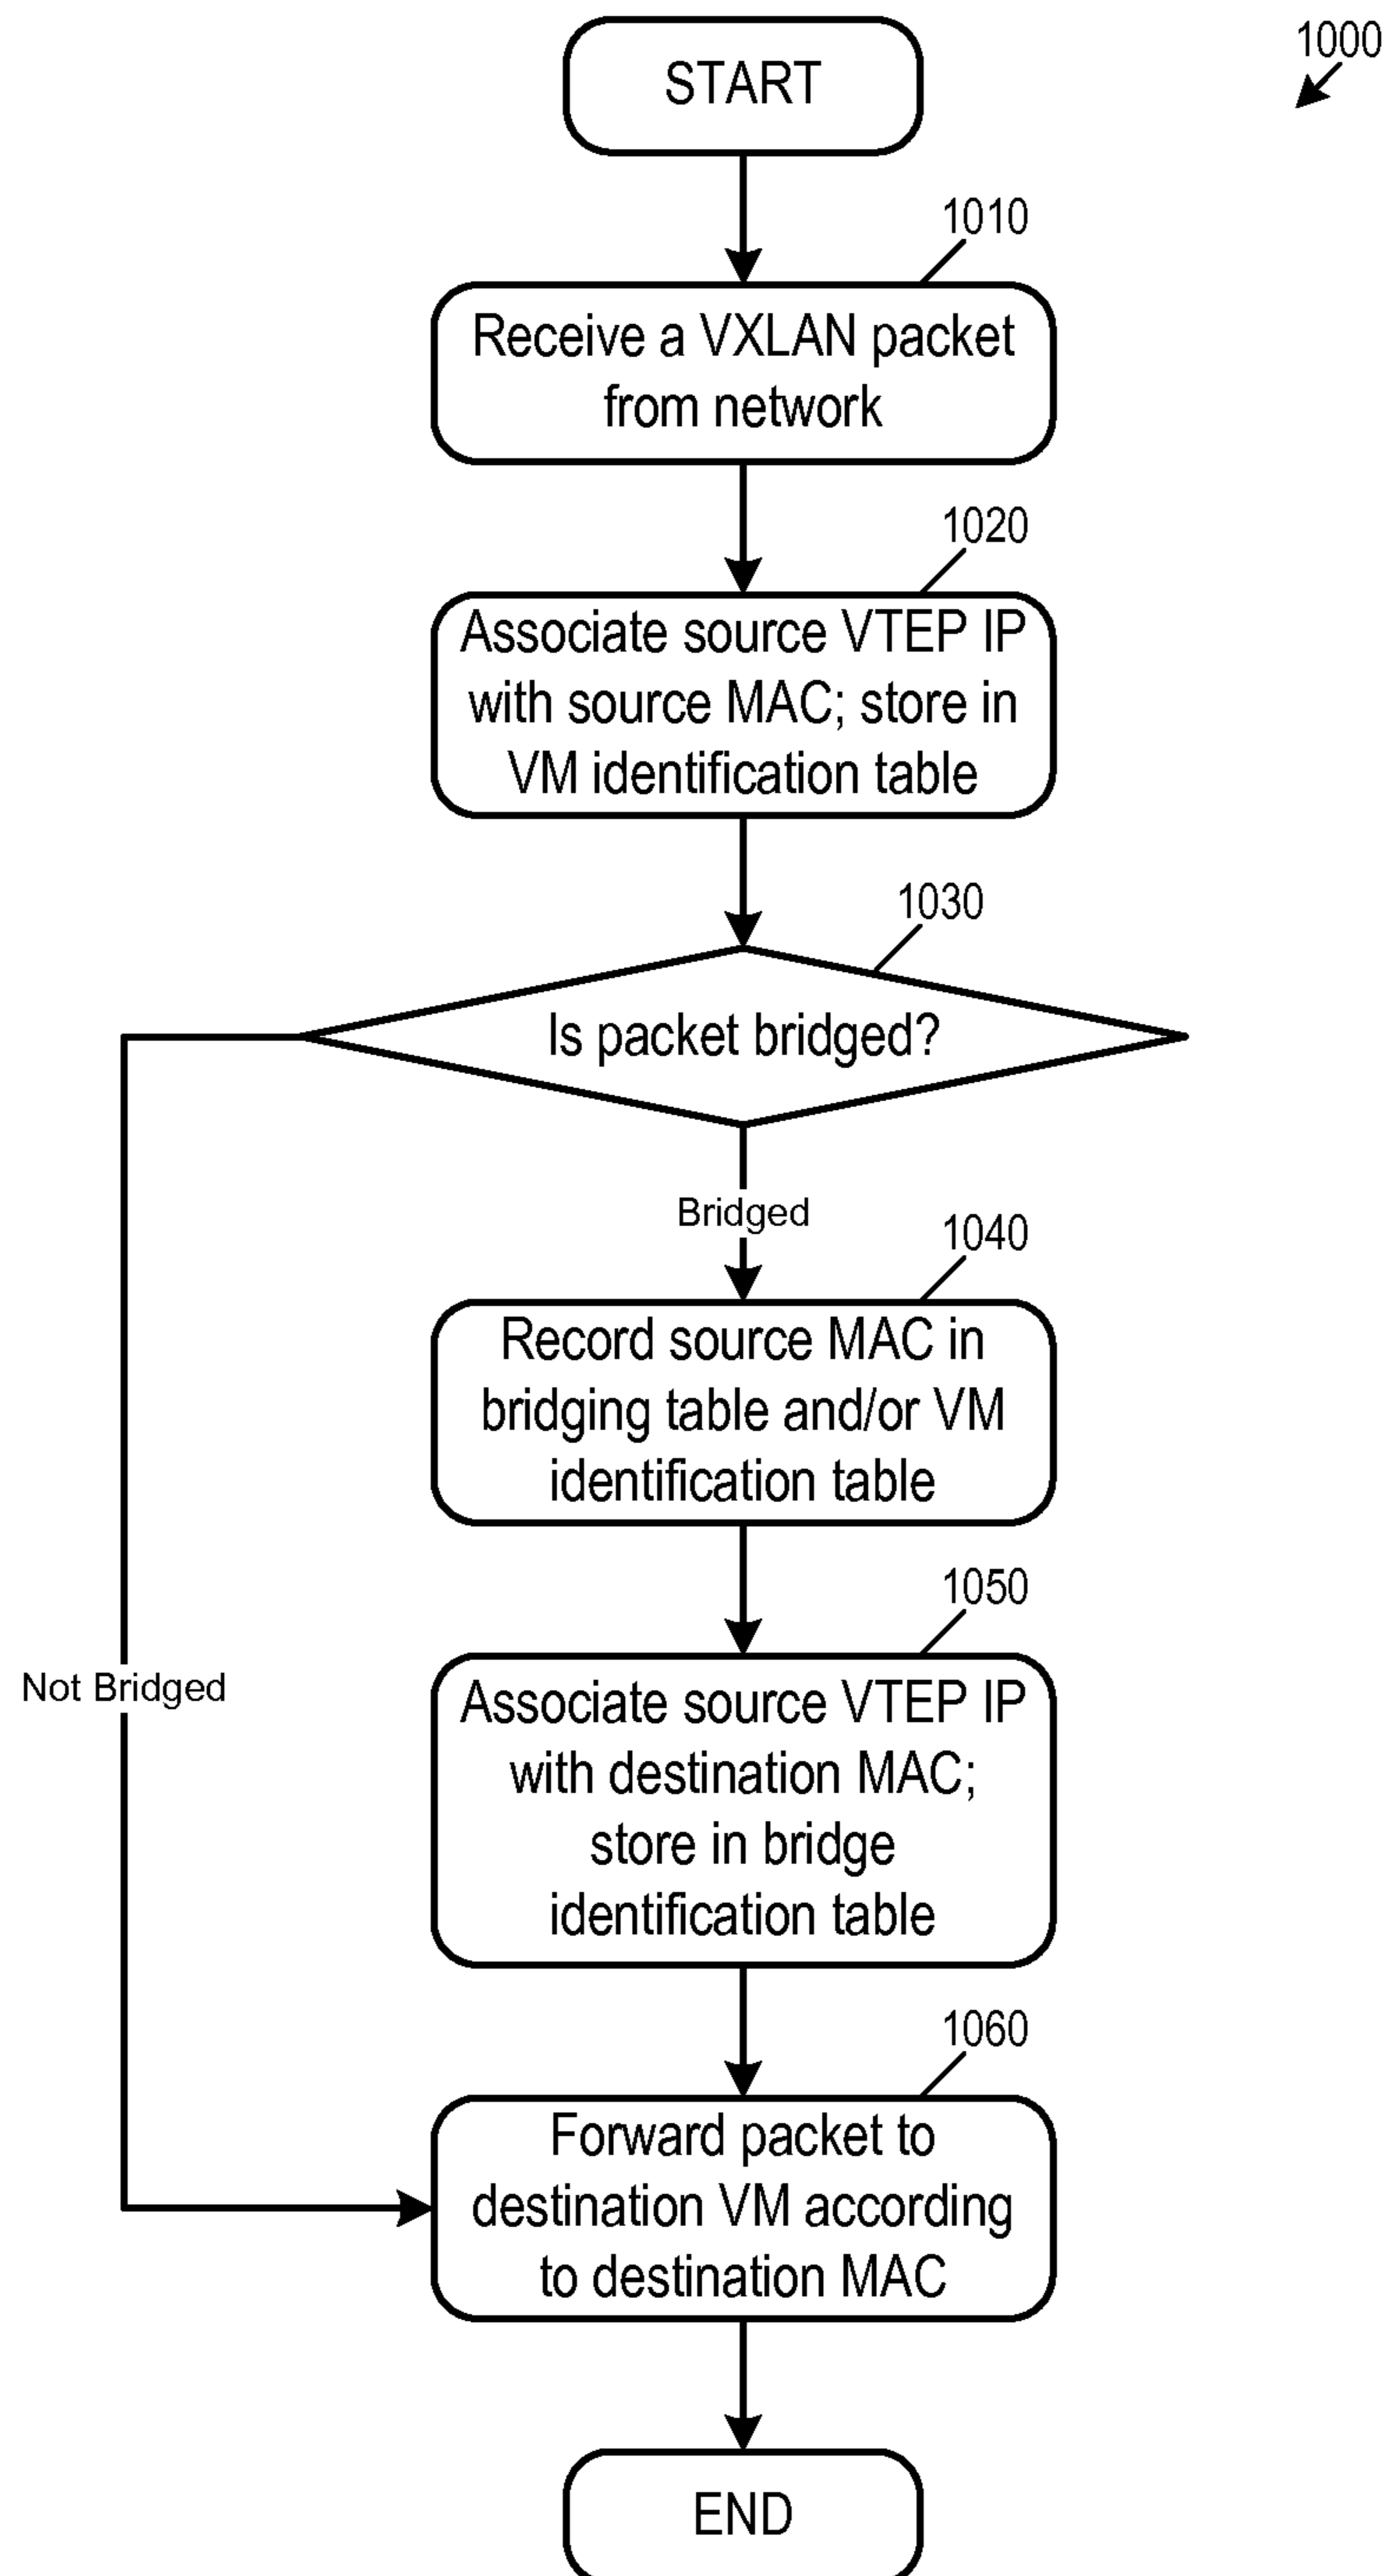 START
1000
1010
Receive a VXLAN packet
from network
1020
Associate source VTEP IP
with source MAC; store in
VM identification table
1030
Is packet bridged?
Bridged
1040
Record source MAC in
bridging table and/or VM
identification table
1050
Not Bridged
Associate source VTEP IP
with destination MAC;
store in bridge
identification table
1060
Forward packet to
destination VM according
to destination MAC
END